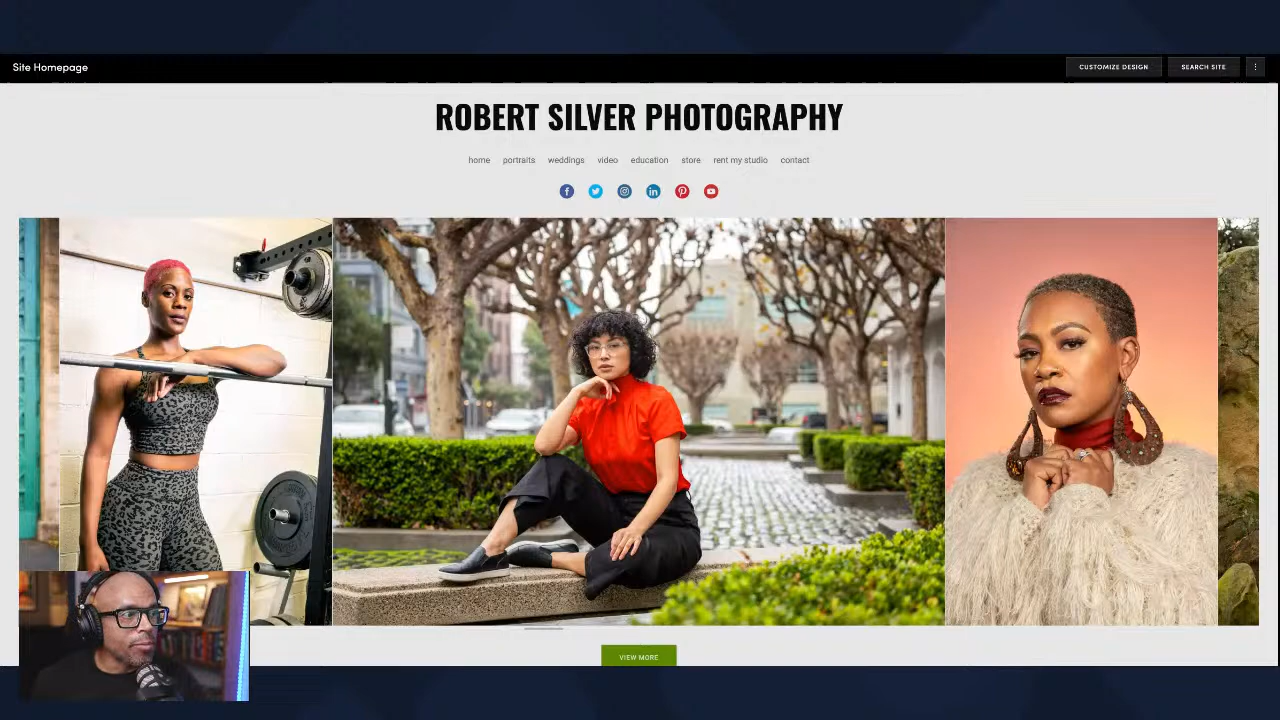 Site Homepage
CUSTOMIZE DESIGN
SEARCH SITE
ROBERT SILVER PHOTOGRAPHY
home portraits weddings video education store rent my studio contact
VIEW MORE